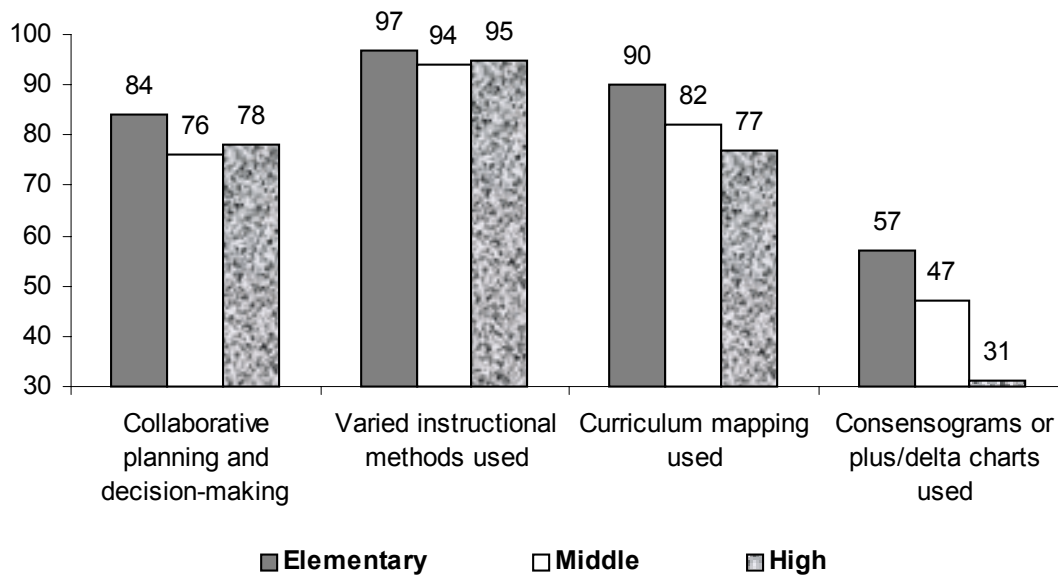 100
90
80
70
60
50
40
30
84
76
78
97
94
95
90
82
77
57
47
31
Collaborative
planning and
decision-making
Varied instructional
methods used
Curriculum mapping
used
Consensograms or
plus/delta charts
used
Elementary
Middle
High